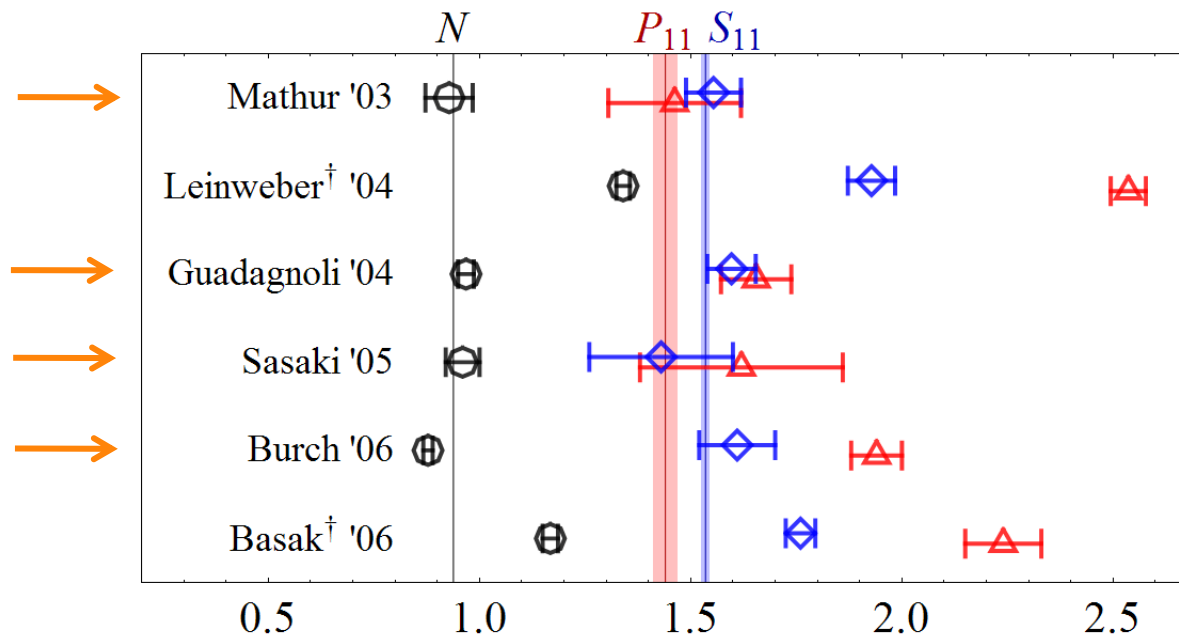 N P₁₁ S₁₁
Mathur '03
Leinweber† '04
Guadagnoli '04
Sasaki '05
Burch '06
Basak† '06
0.5 1.0 1.5 2.0 2.5